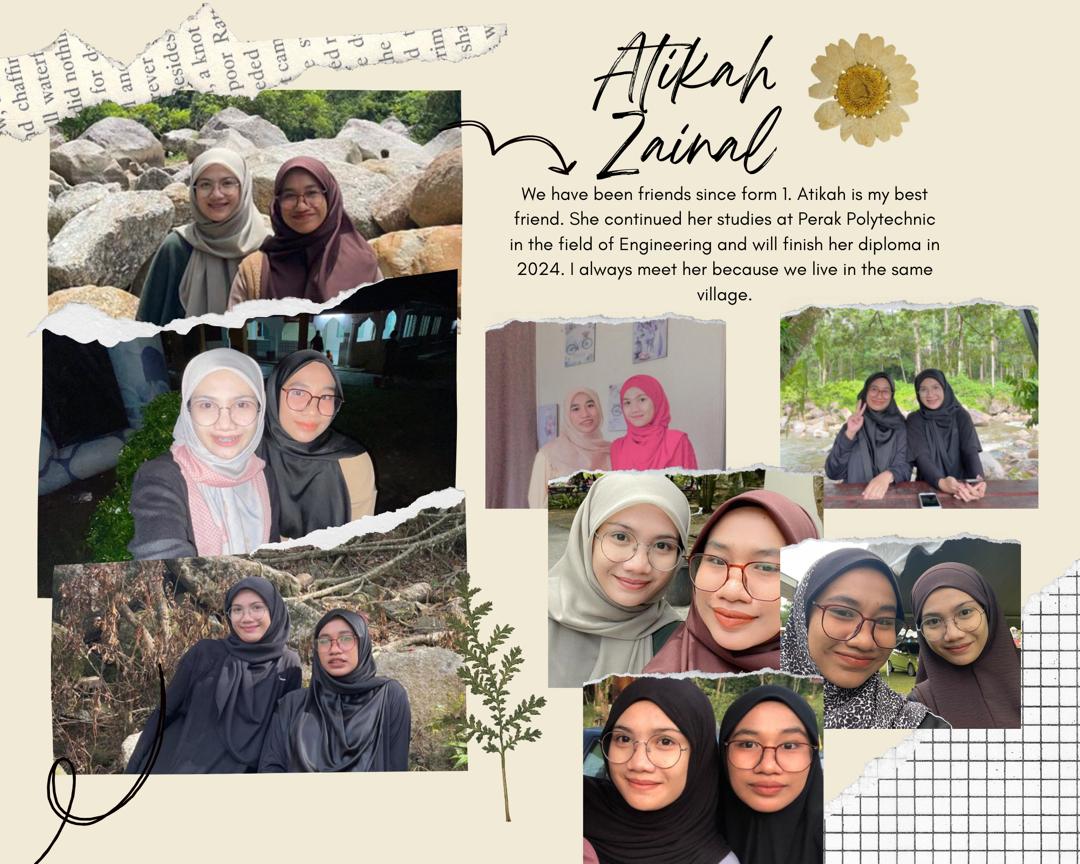 Atikah
Zainal
We have been friends since form 1. Atikah is my best
friend. She continued her studies at Perak Polytechnic
in the field of Engineering and will finish her diploma in
2024. I always meet her because we live in the same
village.